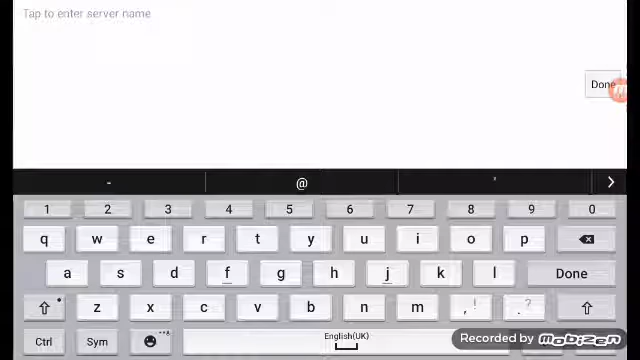 Tap to enter server name
Done
- @ '
1 2 3 4 5 6 7 8 9 0
q w e r t y u i o p
a s d f g h j k l Done
z x c v b n m , ! . ?
Ctrl Sym English(UK)
Recorded by mobizen